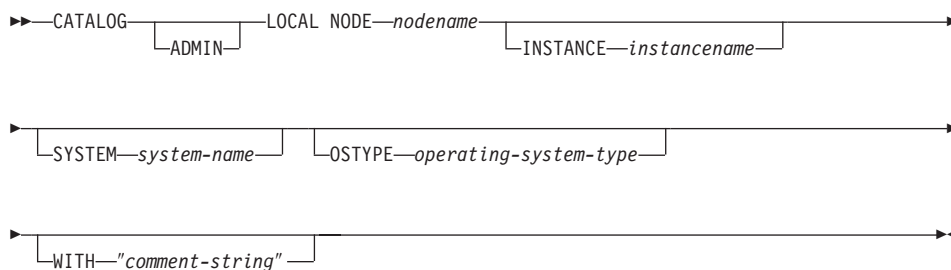 CATALOG LOCAL NODE nodename
ADMIN INSTANCE instancename
SYSTEM system-name OSTYPE operating-system-type
WITH "comment-string"